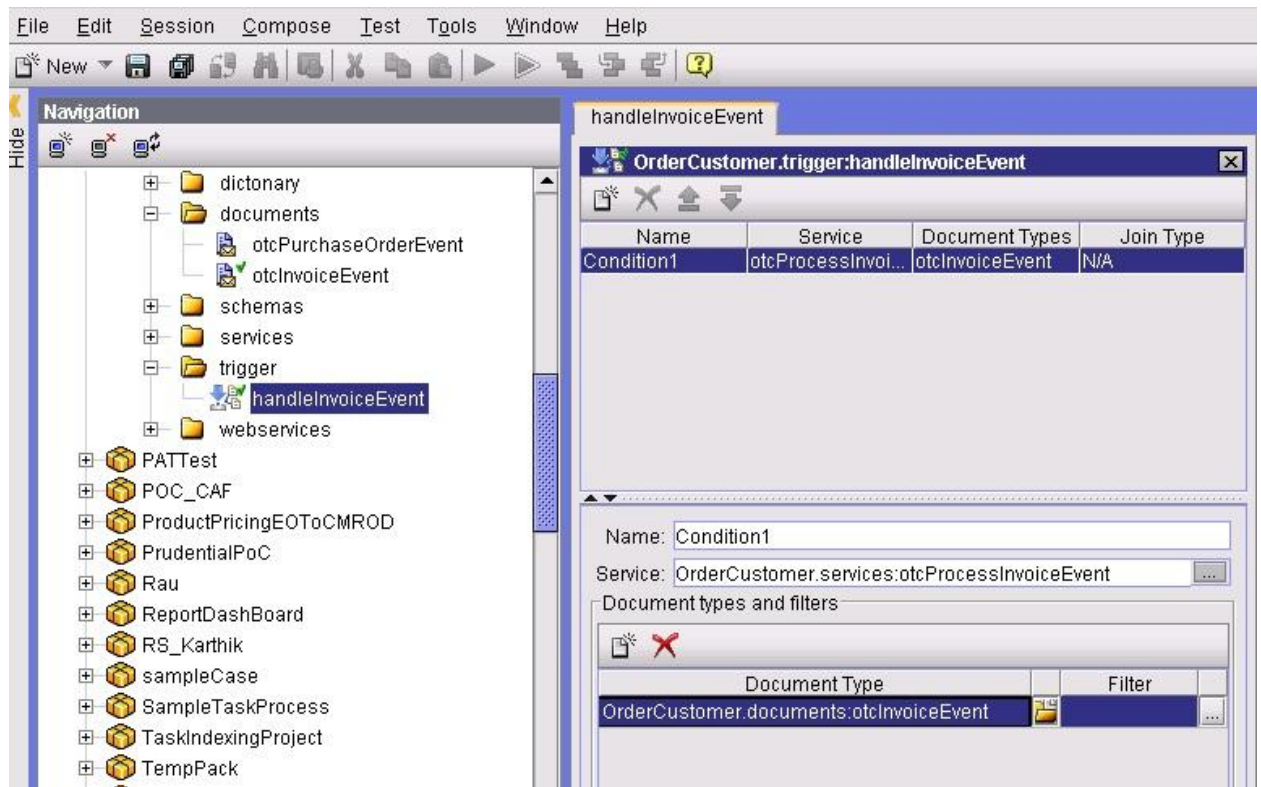 File Edit Session Compose Test Tools Window Help
New
Hide
Navigation
dictonary
documents
otcPurchaseOrderEvent
otcInvoiceEvent
schemas
services
trigger
handleInvoiceEvent
webservices
PATTest
POC_CAF
ProductPricingEOToCMROD
PrudentialPoC
Rau
ReportDashBoard
RS_Karthik
sampleCase
SampleTaskProcess
TaskIndexingProject
TempPack
handleInvoiceEvent
OrderCustomer.trigger:handleInvoiceEvent
Name Service Document Types Join Type
Condition1 otcProcessInvoi... otcInvoiceEvent N/A
Name: Condition1
Service: OrderCustomer.services:otcProcessInvoiceEvent ...
Document types and filters
Document Type Filter
OrderCustomer.documents:otcInvoiceEvent ...